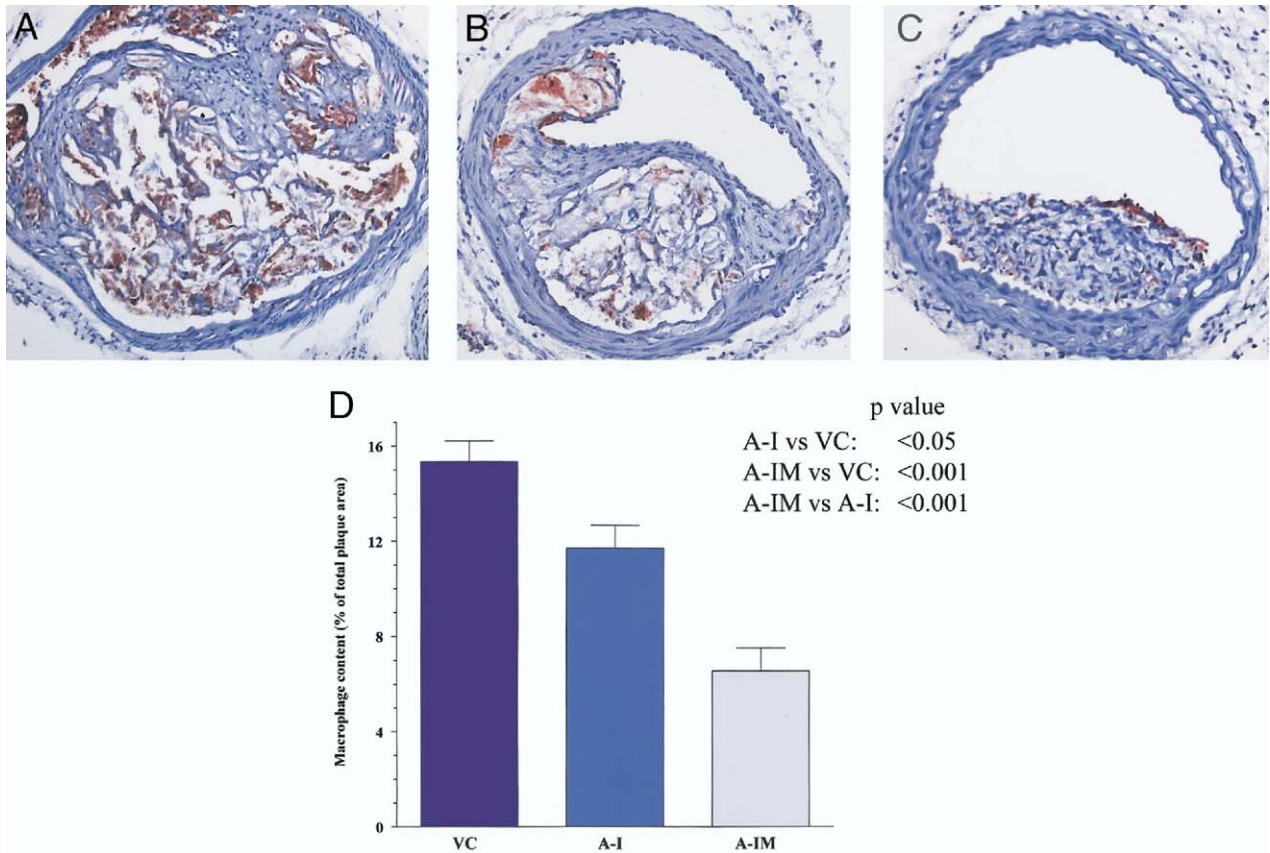 A
B
C
D
p value
A-I vs VC: <0.05
A-IM vs VC: <0.001
A-IM vs A-I: <0.001
Macrophage content (% of total plaque area)
16
12
8
4
0
VC A-I A-IM